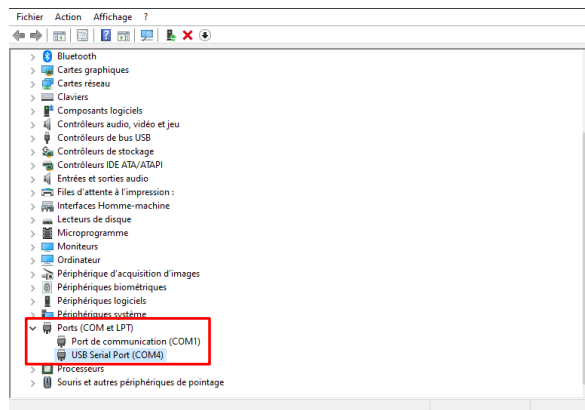 Fichier Action Affichage ?
Bluetooth
Cartes graphiques
Cartes réseau
Claviers
Composants logiciels
Contrôleurs audio, vidéo et jeu
Contrôleurs de bus USB
Contrôleurs de stockage
Contrôleurs IDE ATA/ATAPI
Entrées et sorties audio
Files d'attente à l'impression :
Interfaces Homme-machine
Lecteurs de disque
Microprogramme
Moniteurs
Ordinateur
Périphérique d'acquisition d'images
Périphériques biométriques
Périphériques logiciels
Périphériques système
Ports (COM et LPT)
Port de communication (COM1)
USB Serial Port (COM4)
Processeurs
Souris et autres périphériques de pointage